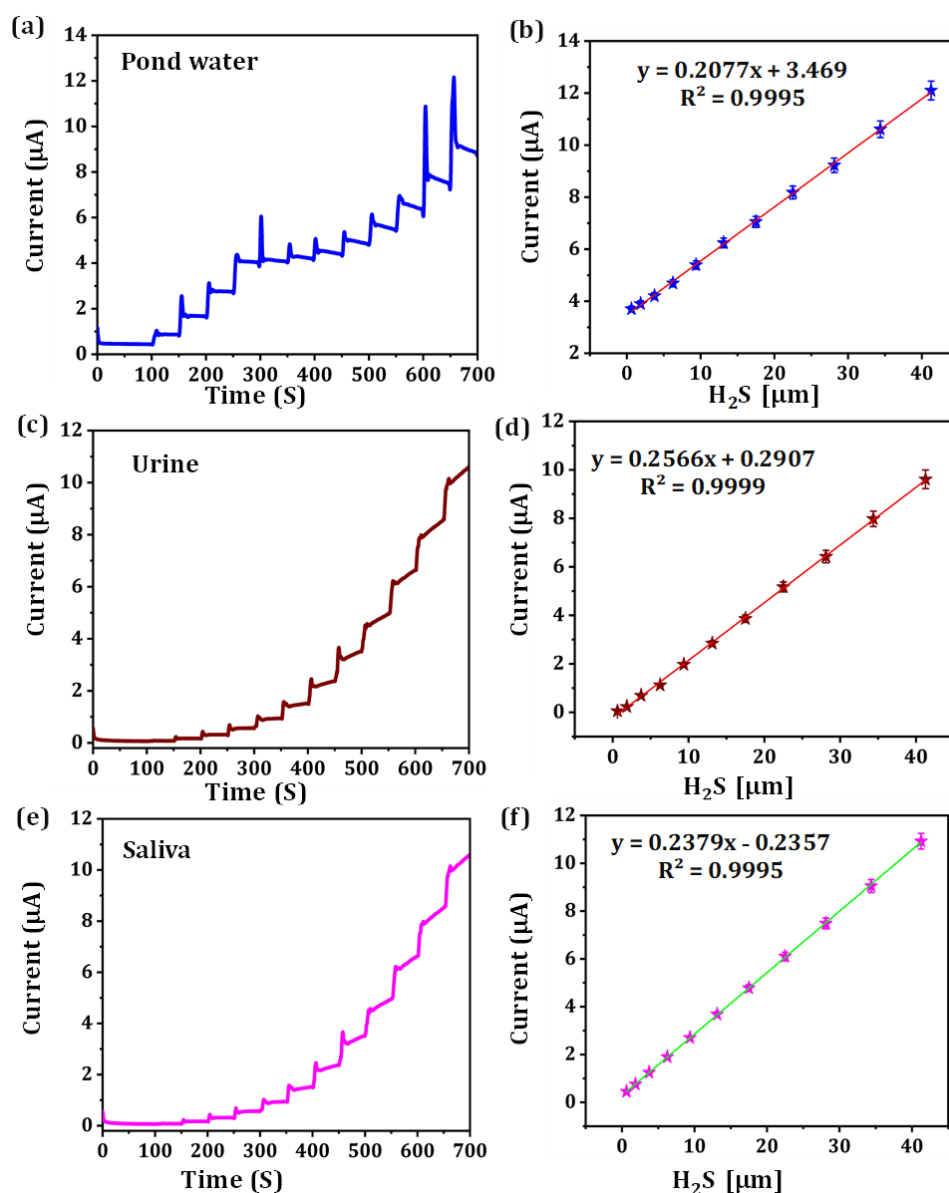 (a)
Pond water
Current (µA)
14
12
10
8
6
4
2
0
0 100 200 300 400 500 600 700
Time (S)
(b)
y = 0.2077x + 3.469
R² = 0.9995
Current (µA)
14
12
10
8
6
4
2
0 10 20 30 40
H₂S [µm]
(c)
Urine
Current (µA)
12
10
8
6
4
2
0
0 100 200 300 400 500 600 700
Time (S)
(d)
y = 0.2566x + 0.2907
R² = 0.9999
Current (µA)
12
10
8
6
4
2
0
0 10 20 30 40
H₂S [µm]
(e)
Saliva
Current (µA)
12
10
8
6
4
2
0
0 100 200 300 400 500 600 700
Time (S)
(f)
y = 0.2379x - 0.2357
R² = 0.9995
Current (µA)
12
10
8
6
4
2
0
0 10 20 30 40
H₂S [µm]